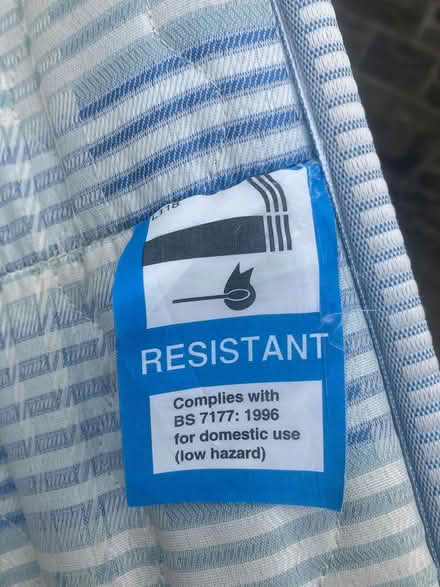 RESISTANT
Complies with
BS 7177: 1996
for domestic use
(low hazard)